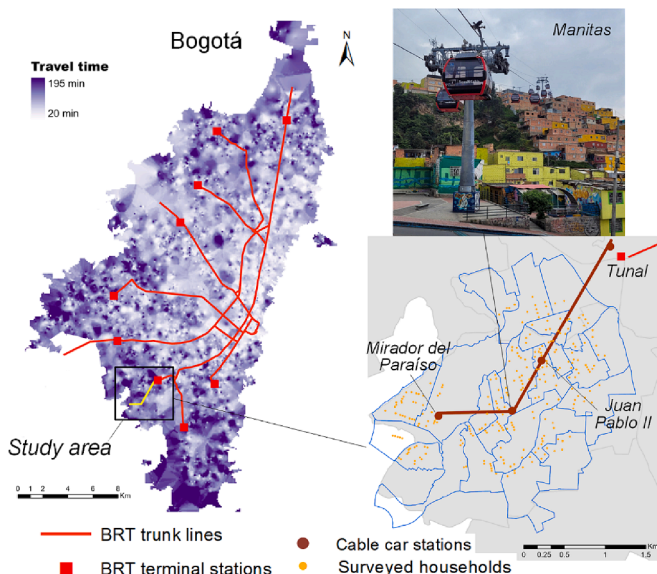 Bogotá
Travel time
195 min
20 min
N
Manitas
Tunal
Mirador del
Paraíso
Juan
Pablo II
Study area
0 2 4 6 8
Km
0 0.25 0.5 1 1.5
Km
BRT trunk lines
BRT terminal stations
Cable car stations
Surveyed households